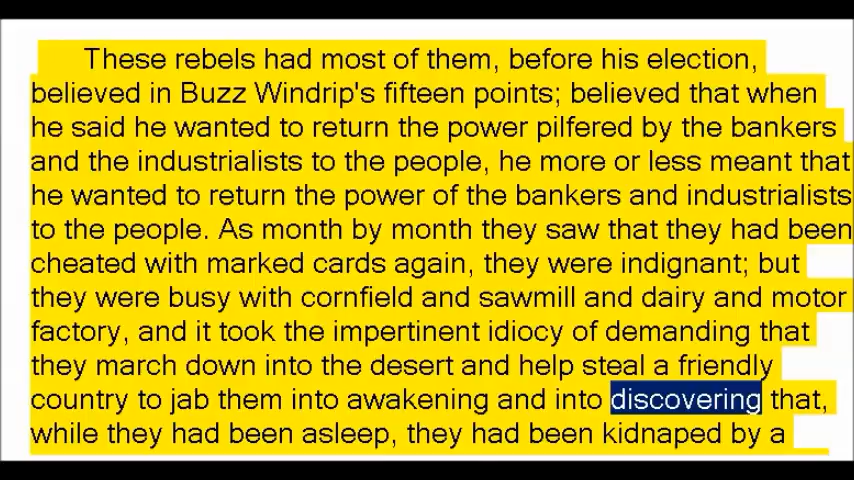 These rebels had most of them, before his election,
believed in Buzz Windrip's fifteen points; believed that when
he said he wanted to return the power pilfered by the bankers
and the industrialists to the people, he more or less meant that
he wanted to return the power of the bankers and industrialists
to the people. As month by month they saw that they had been
cheated with marked cards again, they were indignant; but
they were busy with cornfield and sawmill and dairy and motor
factory, and it took the impertinent idiocy of demanding that
they march down into the desert and help steal a friendly
country to jab them into awakening and into discovering that,
while they had been asleep, they had been kidnaped by a